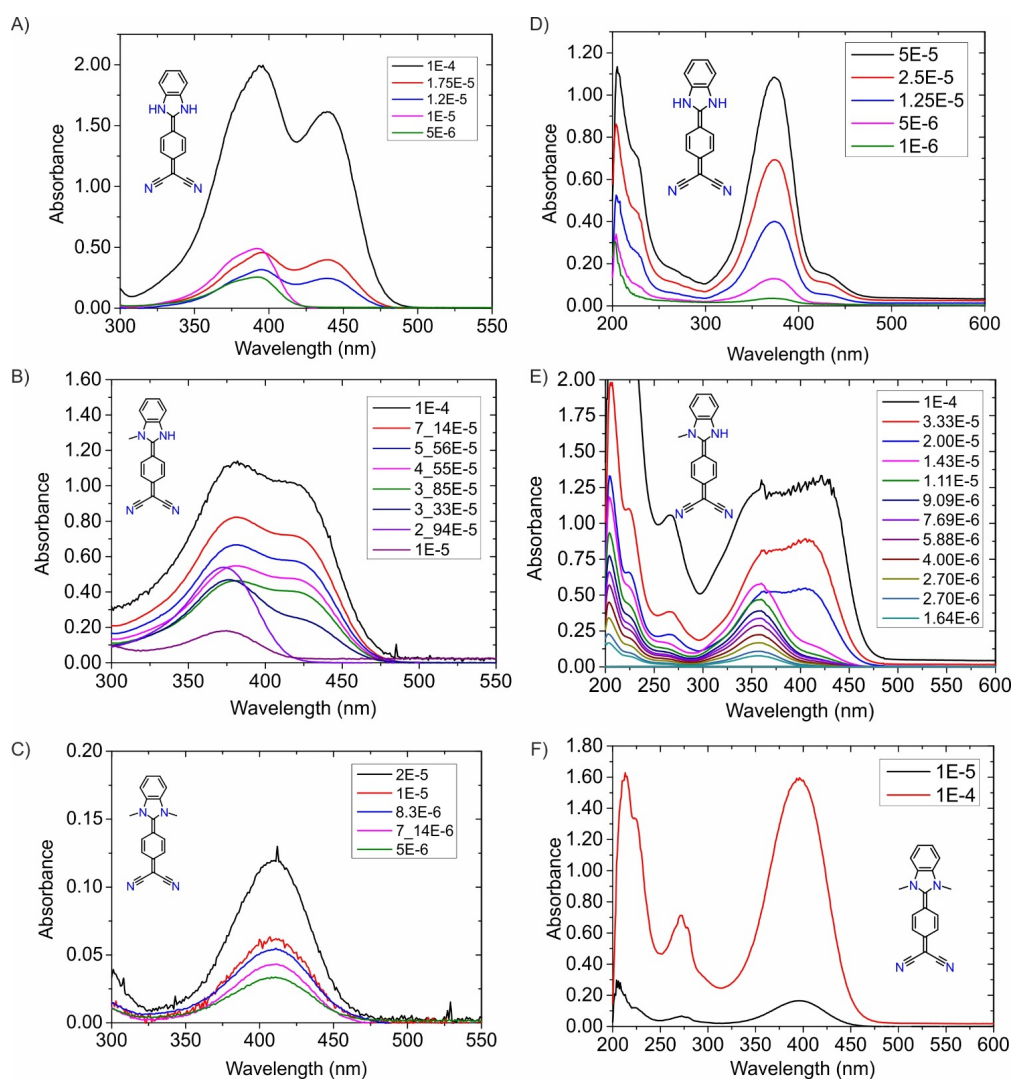 A)
Absorbance
2.00
1.50
1.00
0.50
0.00
300 350 400 450 500 550
Wavelength (nm)
1E-4
1.75E-5
1.2E-5
1E-5
5E-6
HN NH
N N
D)
Absorbance
1.20
1.00
0.80
0.60
0.40
0.20
0.00
200 300 400 500 600
Wavelength (nm)
5E-5
2.5E-5
1.25E-5
5E-6
1E-6
HN NH
N N
B)
Absorbance
1.60
1.40
1.20
1.00
0.80
0.60
0.40
0.20
0.00
300 350 400 450 500 550
Wavelength (nm)
1E-4
7_14E-5
5_56E-5
4_55E-5
3_85E-5
3_33E-5
2_94E-5
1E-5
N NH
N N
E)
Absorbance
2.00
1.75
1.50
1.25
1.00
0.75
0.50
0.25
0.00
200 250 300 350 400 450 500 550 600
Wavelength (nm)
1E-4
3.33E-5
2.00E-5
1.43E-5
1.11E-5
9.09E-6
7.69E-6
5.88E-6
4.00E-6
2.70E-6
2.70E-6
1.64E-6
N NH
N N
C)
Absorbance
0.20
0.15
0.10
0.05
0.00
300 350 400 450 500 550
Wavelength (nm)
2E-5
1E-5
8.3E-6
7_14E-6
5E-6
N N
N N
F)
Absorbance
1.80
1.60
1.40
1.20
1.00
0.80
0.60
0.40
0.20
0.00
200 250 300 350 400 450 500 550 600
Wavelength (nm)
1E-5
1E-4
N N
N N